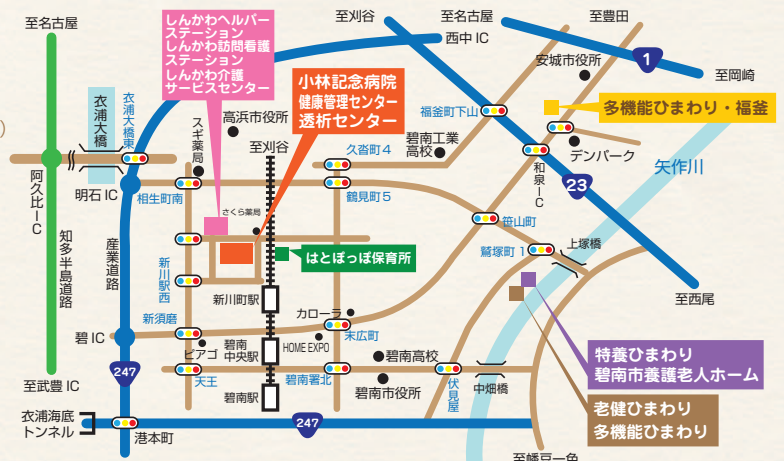 至名古屋
しんかわヘルパー
ステーション
しんかわ訪問看護
ステーション
しんかわ介護
サービスセンター
至刈谷
至名古屋
至豊田
西中 IC
1
至岡崎
安城市役所
衣浦大橋
衣浦大橋東
小林記念病院
健康管理センター
透析センター
高浜市役所
スギ薬局
至刈谷
福釜町下山
多機能ひまわり・福釜
久沓町4
碧南工業
高校
デンパーク
矢作川
和泉IC
23
阿久比IC
明石 IC
相生町南
さくら薬局
鶴見町5
笹山町
鷲塚町 1
上塚橋
知多半島道路
産業道路
新川駅西
はとぽっぽ保育所
新川町駅
至西尾
新須磨
カローラ
碧 IC
ピアゴ
碧南
中央駅
HOME EXPO
末広町
碧南高校
特養ひまわり
碧南市養護老人ホーム
247
天王
碧南署北
碧南市役所
伏見屋
中畑橋
至武豊 IC
碧南駅
老健ひまわり
多機能ひまわり
衣浦海底
トンネル
港本町
247
至幡豆一色